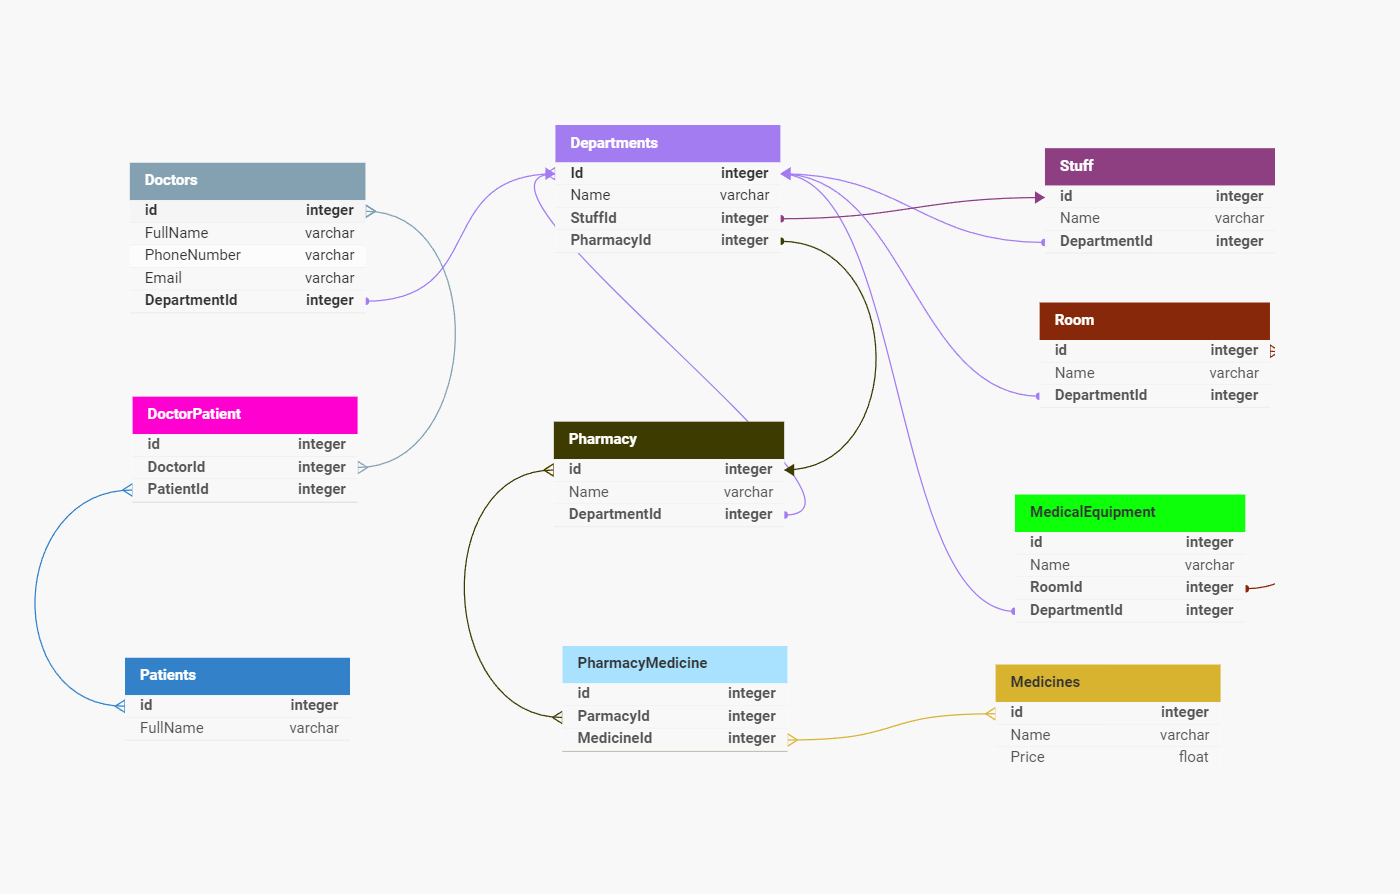 Doctors
id integer
FullName varchar
PhoneNumber varchar
Email varchar
DepartmentId integer
Departments
Id integer
Name varchar
StuffId integer
PharmacyId integer
Stuff
id integer
Name varchar
DepartmentId integer
Room
id integer
Name varchar
DepartmentId integer
DoctorPatient
id integer
DoctorId integer
PatientId integer
Pharmacy
id integer
Name varchar
DepartmentId integer
MedicalEquipment
id integer
Name varchar
RoomId integer
DepartmentId integer
Patients
id integer
FullName varchar
PharmacyMedicine
id integer
ParmacyId integer
MedicineId integer
Medicines
id integer
Name varchar
Price float